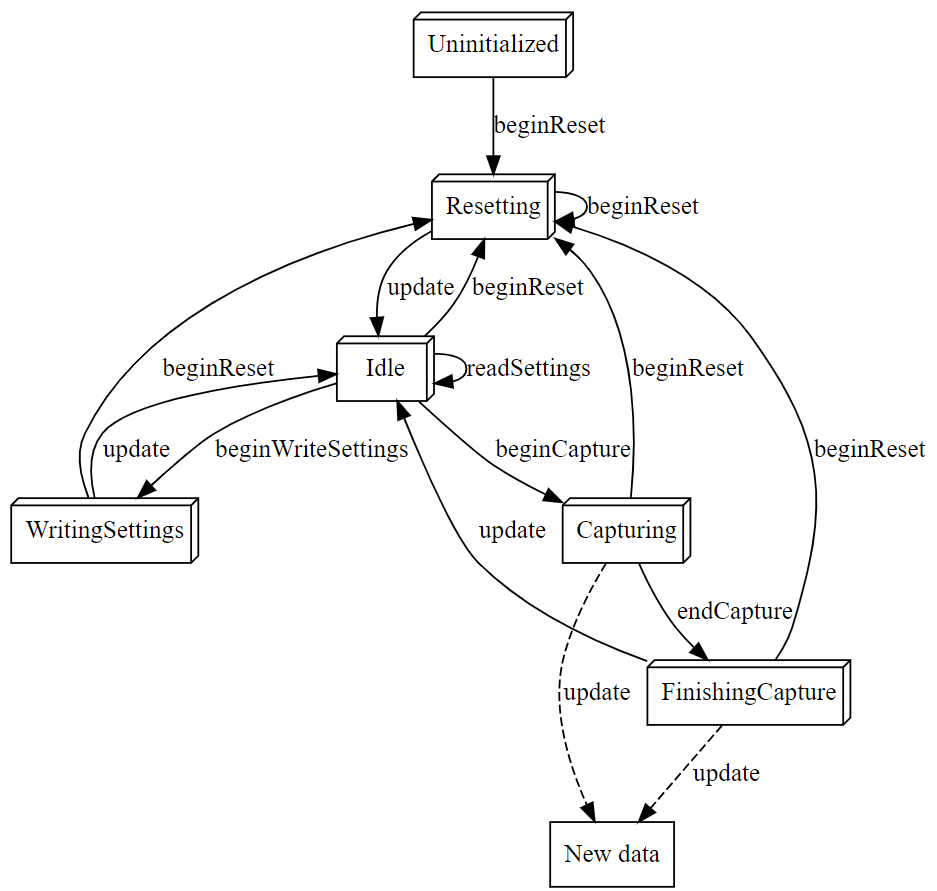 Uninitialized
beginReset
Resetting
beginReset
update
beginReset
Idle
readSettings
beginReset
beginReset
update
beginWriteSettings
beginCapture
beginReset
WritingSettings
update
Capturing
endCapture
update
FinishingCapture
update
New data